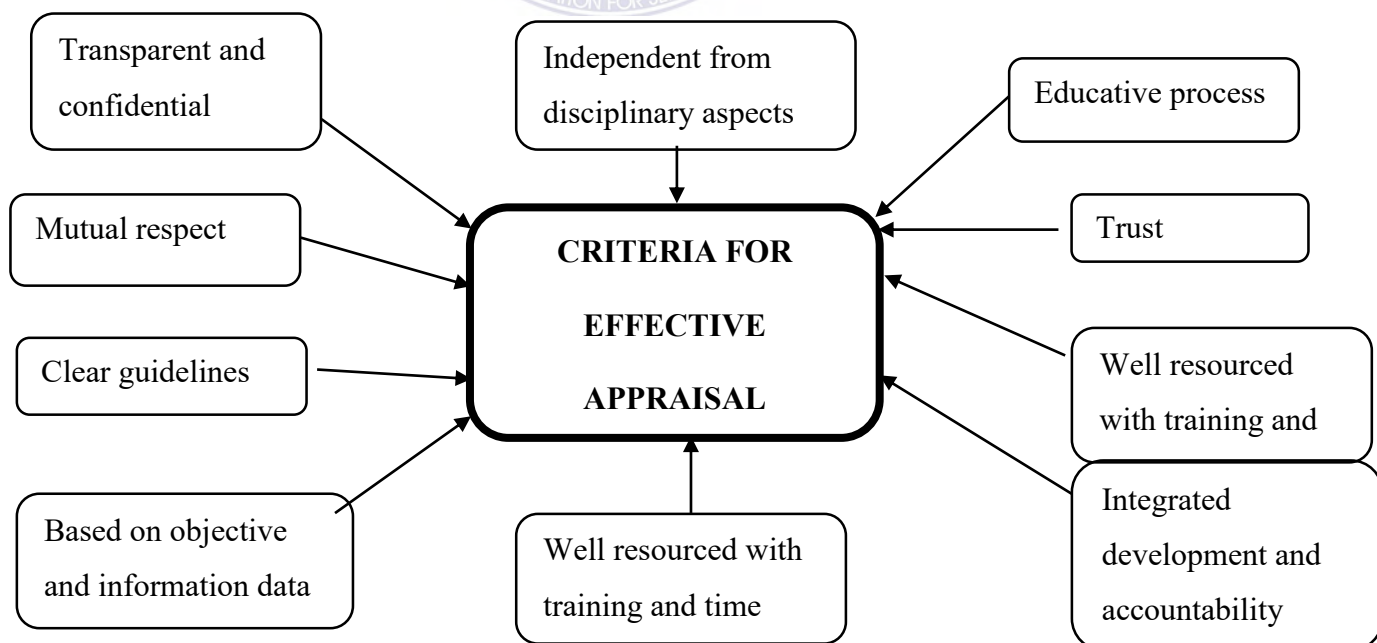 Transparent and
confidential
Independent from
disciplinary aspects
Educative process
Mutual respect
CRITERIA FOR
EFFECTIVE
APPRAISAL
Trust
Clear guidelines
Well resourced
with training and
Based on objective
and information data
Well resourced with
training and time
Integrated
development and
accountability